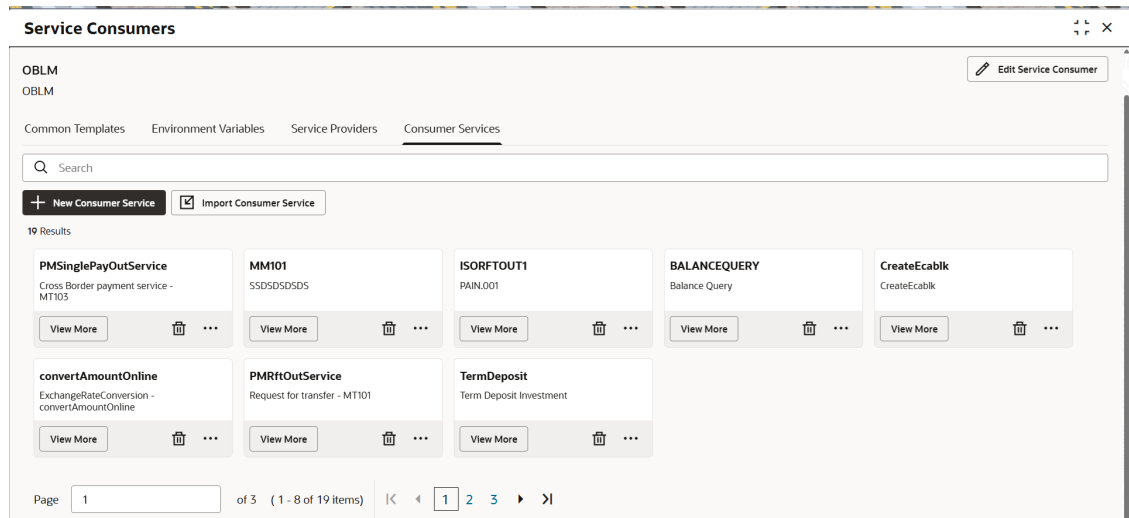 Service Consumers
OBLM
Edit Service Consumer
OBLM
Common Templates Environment Variables Service Providers Consumer Services
Search
New Consumer Service Import Consumer Service
19 Results
PMSinglePayOutService
Cross Border payment service -
MT103
View More
MM101
SSDSDSDSDS
View More
ISORFTOUT1
PAIN.001
View More
BALANCEQUERY
Balance Query
View More
CreateEcablk
CreateEcablk
View More
convertAmountOnline
ExchangeRateConversion -
convertAmountOnline
View More
PMRftOutService
Request for transfer - MT101
View More
TermDeposit
Term Deposit Investment
View More
Page 1 of 3 ( 1 - 8 of 19 items) 1 2 3